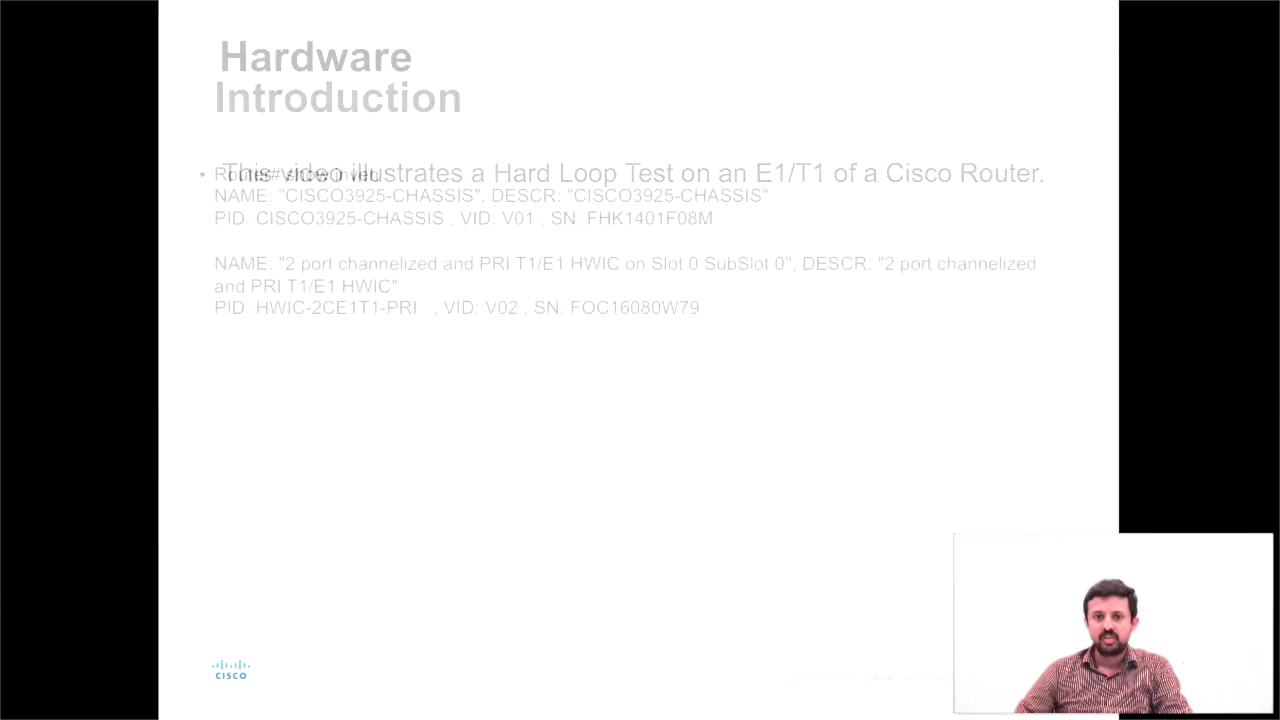 Hardware
Introduction
This video illustrates a Hard Loop Test on an E1/T1 of a Cisco Router.
• Router# show inven
NAME: "CISCO3925-CHASSIS", DESCR: "CISCO3925-CHASSIS"
PID: CISCO3925-CHASSIS , VID: V01 , SN: FHK1401F08M
NAME: "2 port channelized and PRI T1/E1 HWIC on Slot 0 SubSlot 0", DESCR: "2 port channelized
and PRI T1/E1 HWIC"
PID: HWIC-2CE1T1-PRI , VID: V02 , SN: FOC16080W79
CISCO